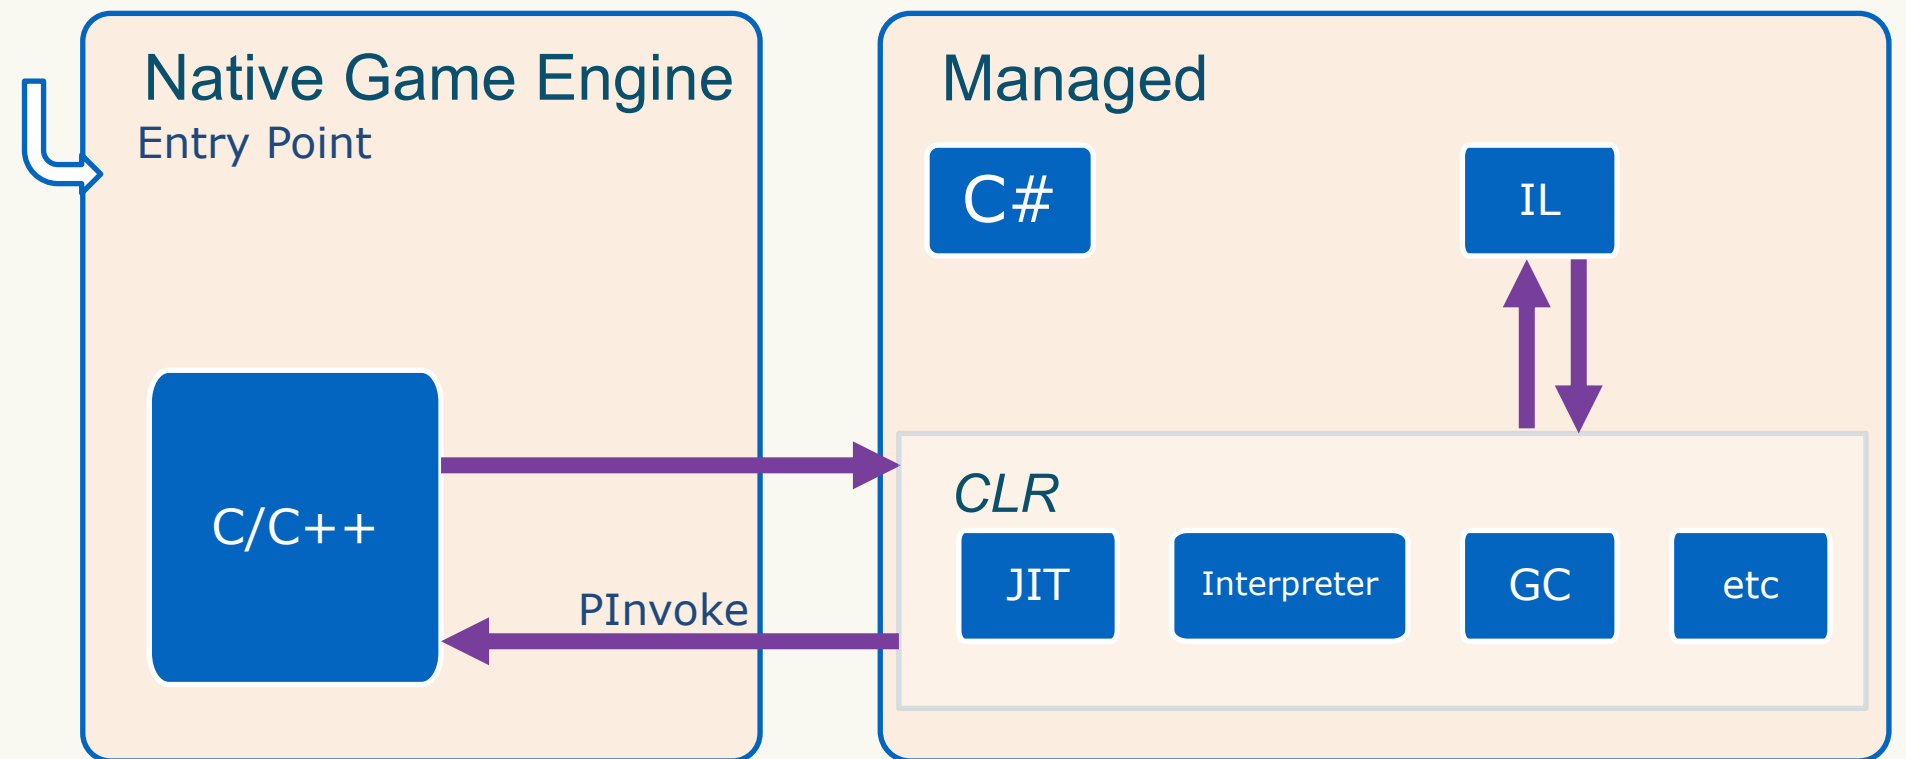 Native Game Engine
Entry Point
C/C++
PInvoke
Managed
C#
IL
CLR
JIT
Interpreter
GC
etc